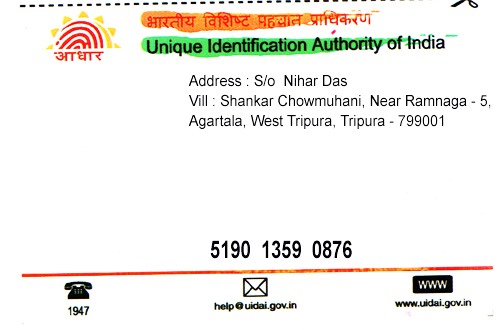 भारतीय विशिष्ट पहचान प्राधिकरण
Unique Identification Authority of India
आधार
Address : S/o Nihar Das
Vill : Shankar Chowmuhani, Near Ramnaga - 5,
Agartala, West Tripura, Tripura - 799001
5190 1359 0876
1947
help@uidai.gov.in
www
www.uidai.gov.in